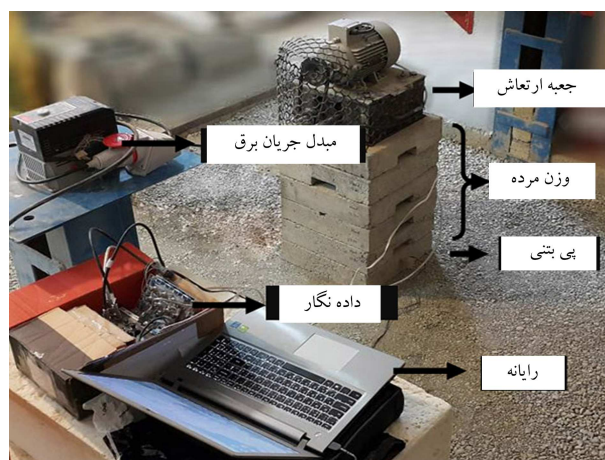 جعبه ارتعاش
مبدل جریان برق
وزن مرده
پی بتنی
داده نگار
رایانه